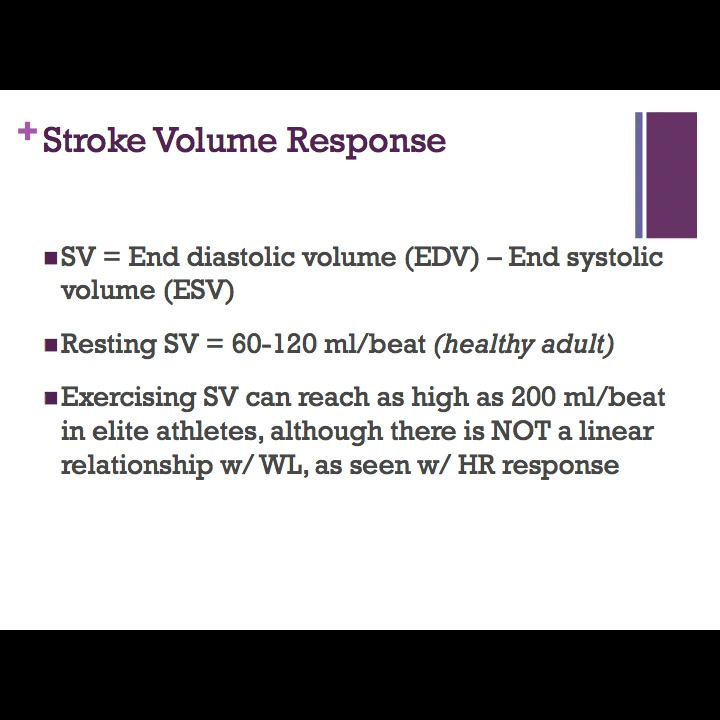 + Stroke Volume Response
■ SV = End diastolic volume (EDV) – End systolic
volume (ESV)
■ Resting SV = 60-120 ml/beat (healthy adult)
■ Exercising SV can reach as high as 200 ml/beat
in elite athletes, although there is NOT a linear
relationship w/ WL, as seen w/ HR response